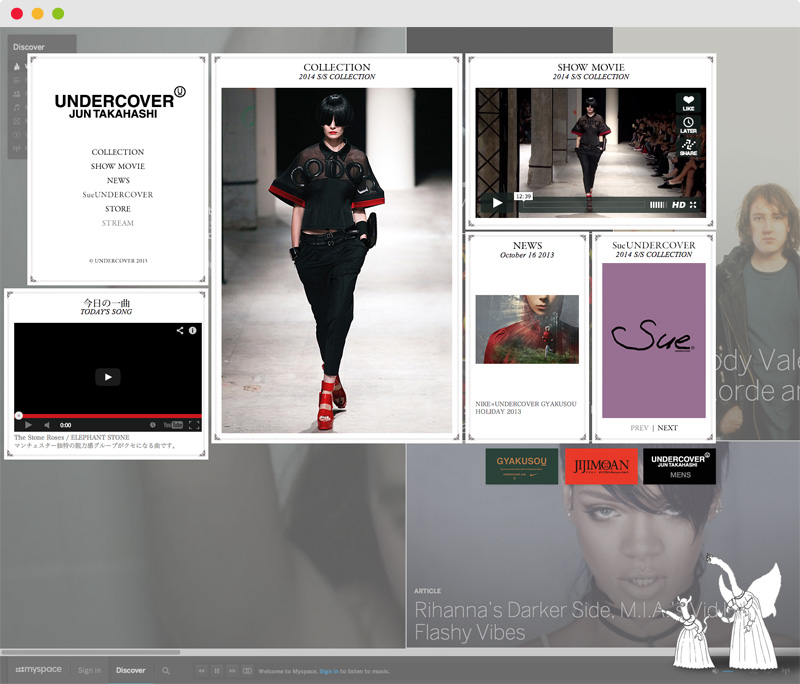 Discover
UNDERCOVER
JUN TAKAHASHI
COLLECTION
SHOW MOVIE
NEWS
SueUNDERCOVER
STORE
STREAM
© UNDERCOVER 2013
COLLECTION
2014 S/S COLLECTION
SHOW MOVIE
2014 S/S COLLECTION
LIKE
LATER
SHARE
12:39
HD
今日の一曲
TODAY'S SONG
0:00
YouTube
The Stone Roses / ELEPHANT STONE
マンチェスター独特の脱力感グループがクセになる曲です。
NEWS
October 16 2013
NIKE×UNDERCOVER GYAKUSOU
HOLIDAY 2013
SueUNDERCOVER
2014 S/S COLLECTION
Sue
PREV | NEXT
GYAKUSOU
JIJIMOAN
UNDERCOVER
JUN TAKAHASHI
MENS
ody Vale
orde an
ARTICLE
Rihanna's Darker Side, M.I.A.'s Vid
Flashy Vibes
myspace
Sign in
Discover
Welcome to Myspace. Sign in to listen to music.